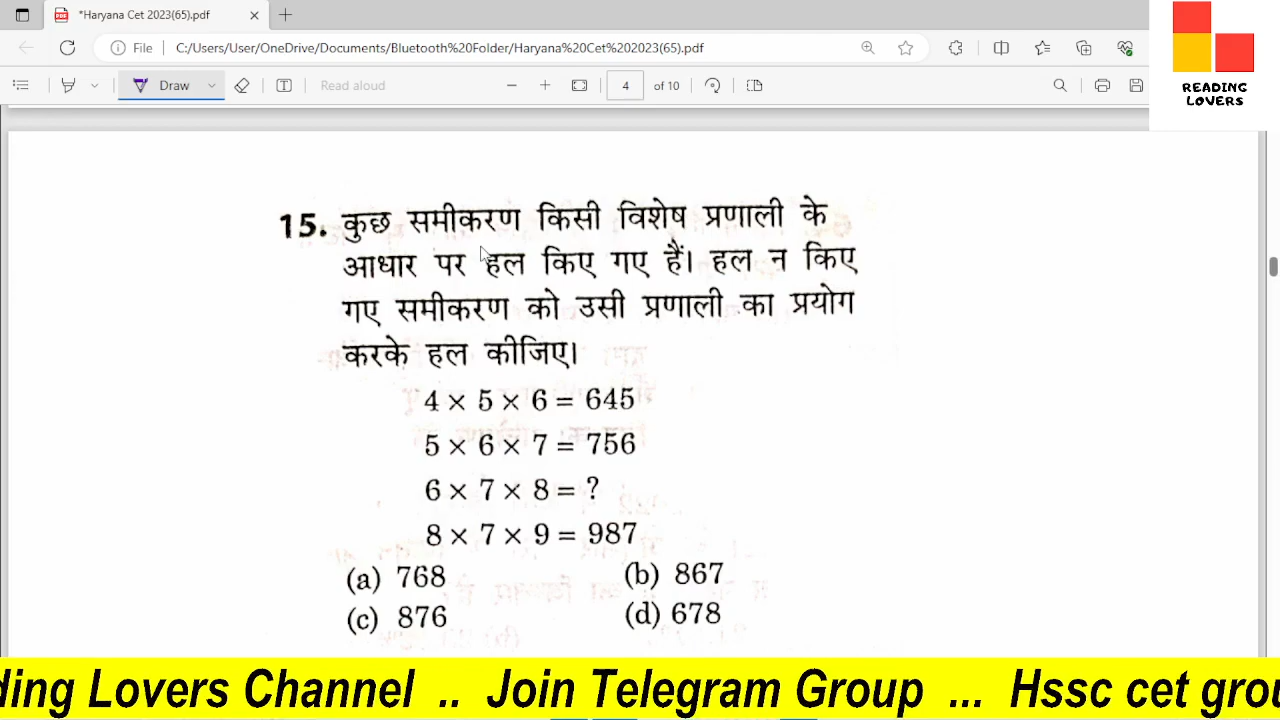 *Haryana Cet 2023(65).pdf
File C:/Users/User/OneDrive/Documents/Bluetooth%20Folder/Haryana%20Cet%202023(65).pdf
Draw Read aloud 4 of 10
READING
LOVERS
15. कुछ समीकरण किसी विशेष प्रणाली के
आधार पर हल किए गए हैं। हल न किए
गए समीकरण को उसी प्रणाली का प्रयोग
करके हल कीजिए।
4 × 5 × 6 = 645
5 × 6 × 7 = 756
6 × 7 × 8 = ?
8 × 7 × 9 = 987
(a) 768 (b) 867
(c) 876 (d) 678
ding Lovers Channel .. Join Telegram Group ... Hssc cet grou